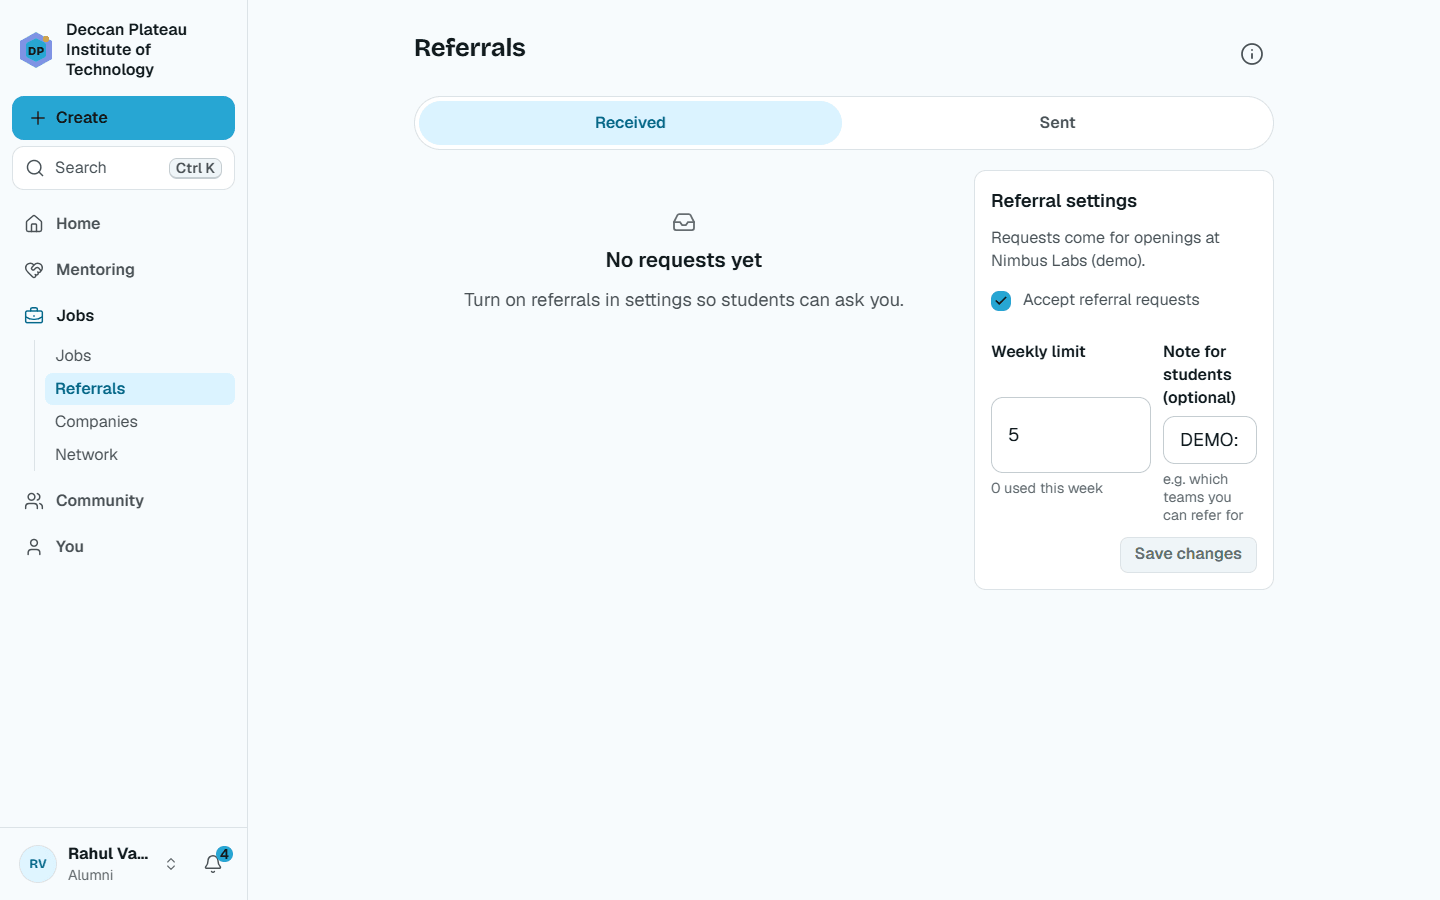 DP
Deccan Plateau
Institute of
Technology
Create
Search
Ctrl K
Home
Mentoring
Jobs
Jobs
Referrals
Companies
Network
Community
You
RV
Rahul Va...
Alumni
4
Referrals
Received
Sent
No requests yet
Turn on referrals in settings so students can ask you.
Referral settings
Requests come for openings at
Nimbus Labs (demo).
Accept referral requests
Weekly limit
5
0 used this week
Note for
students
(optional)
DEMO:
e.g. which
teams you
can refer for
Save changes